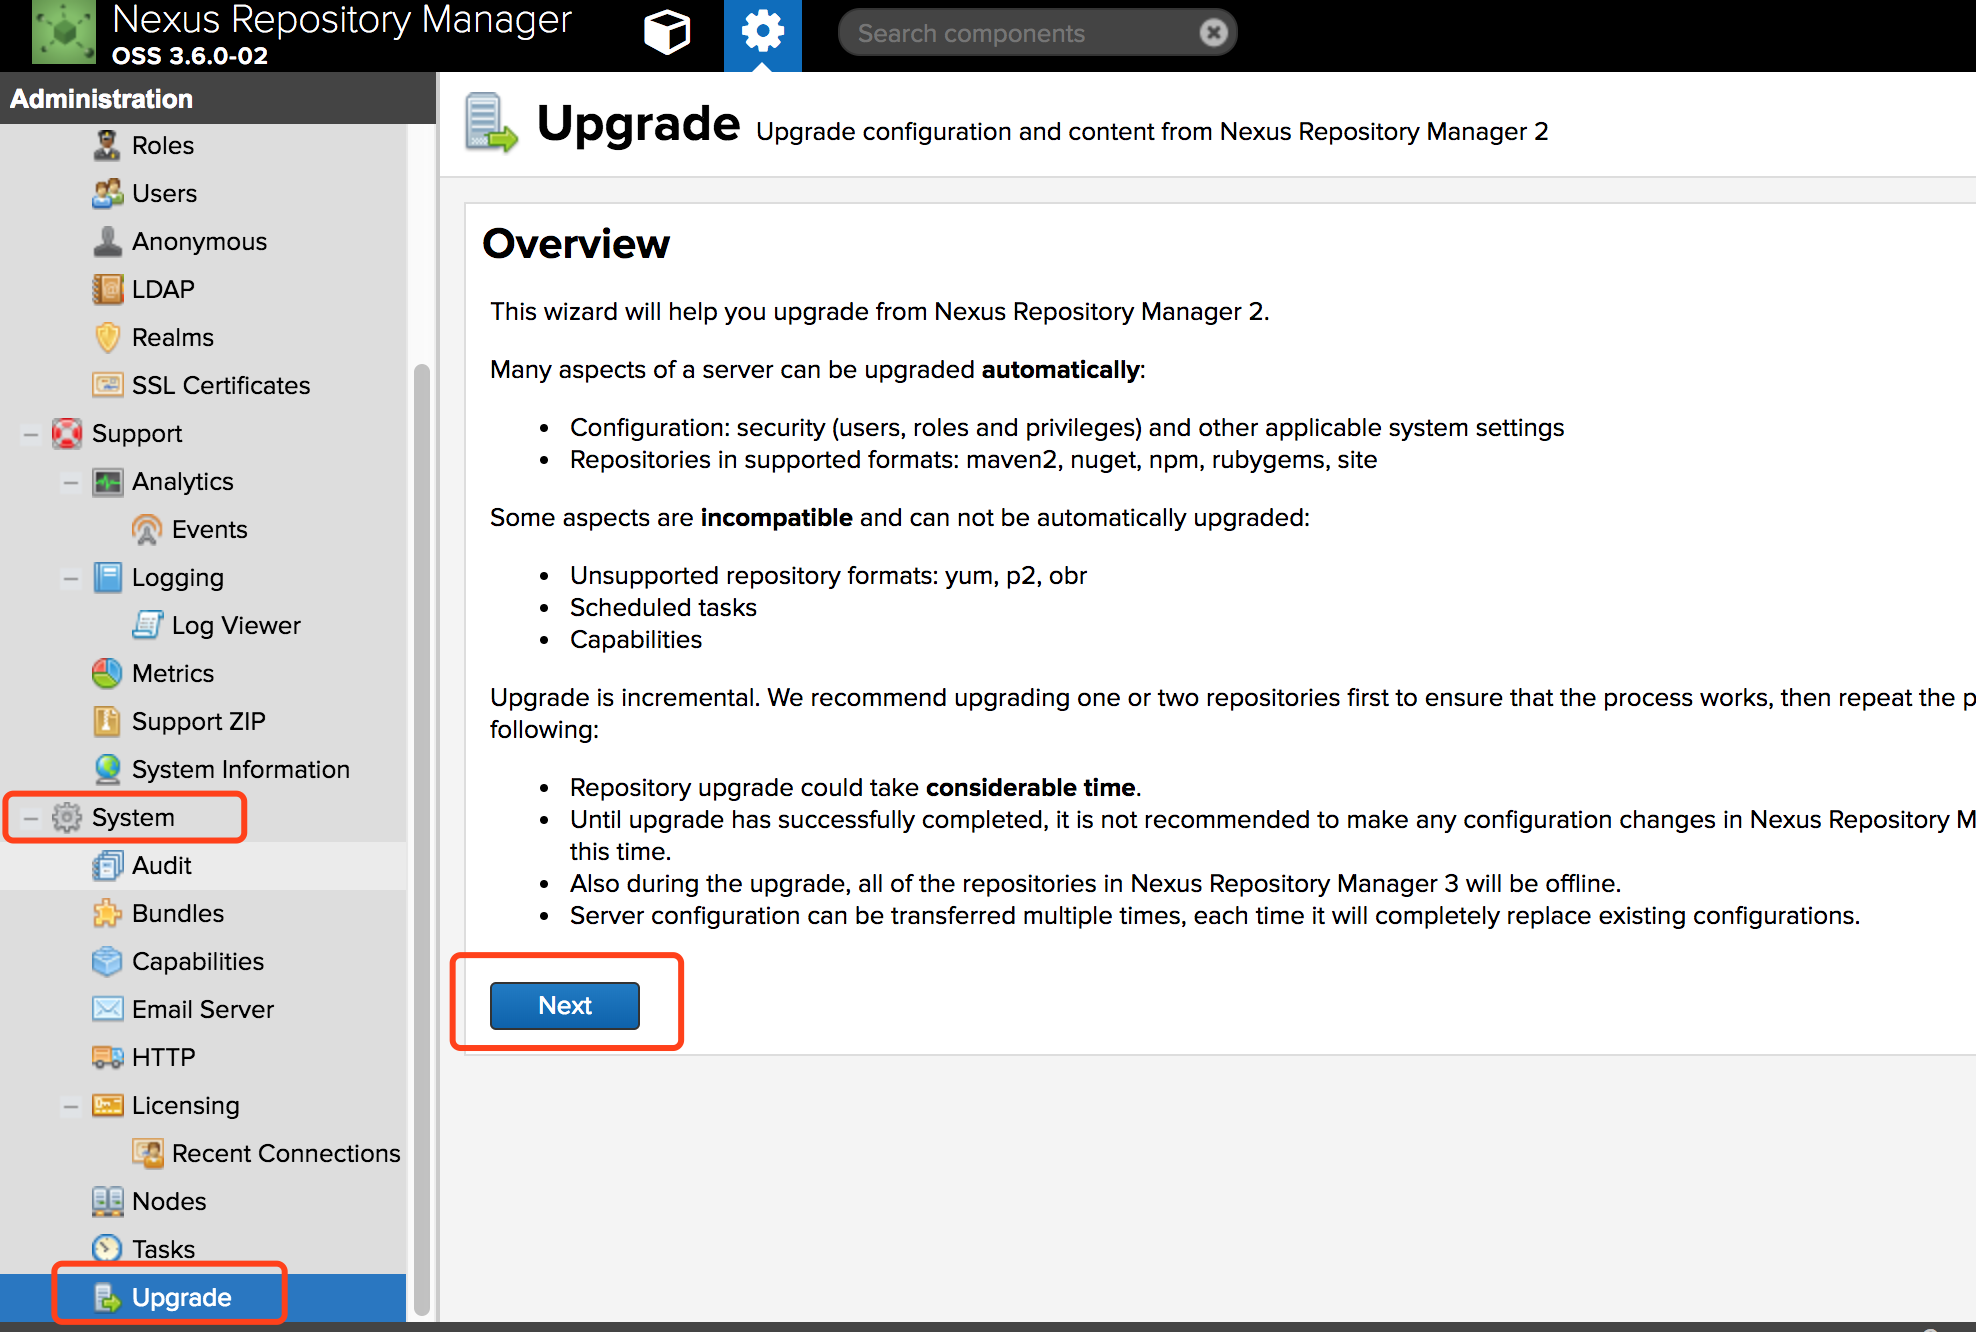 Nexus Repository Manager
OSS 3.6.0-02
Search components
Administration
Roles
Users
Anonymous
LDAP
Realms
SSL Certificates
Support
Analytics
Events
Logging
Log Viewer
Metrics
Support ZIP
System Information
System
Audit
Bundles
Capabilities
Email Server
HTTP
Licensing
Recent Connections
Nodes
Tasks
Upgrade
Upgrade Upgrade configuration and content from Nexus Repository Manager 2
Overview
This wizard will help you upgrade from Nexus Repository Manager 2.
Many aspects of a server can be upgraded automatically:
• Configuration: security (users, roles and privileges) and other applicable system settings
• Repositories in supported formats: maven2, nuget, npm, rubygems, site
Some aspects are incompatible and can not be automatically upgraded:
• Unsupported repository formats: yum, p2, obr
• Scheduled tasks
• Capabilities
Upgrade is incremental. We recommend upgrading one or two repositories first to ensure that the process works, then repeat the p
following:
• Repository upgrade could take considerable time.
• Until upgrade has successfully completed, it is not recommended to make any configuration changes in Nexus Repository M
this time.
• Also during the upgrade, all of the repositories in Nexus Repository Manager 3 will be offline.
• Server configuration can be transferred multiple times, each time it will completely replace existing configurations.
Next